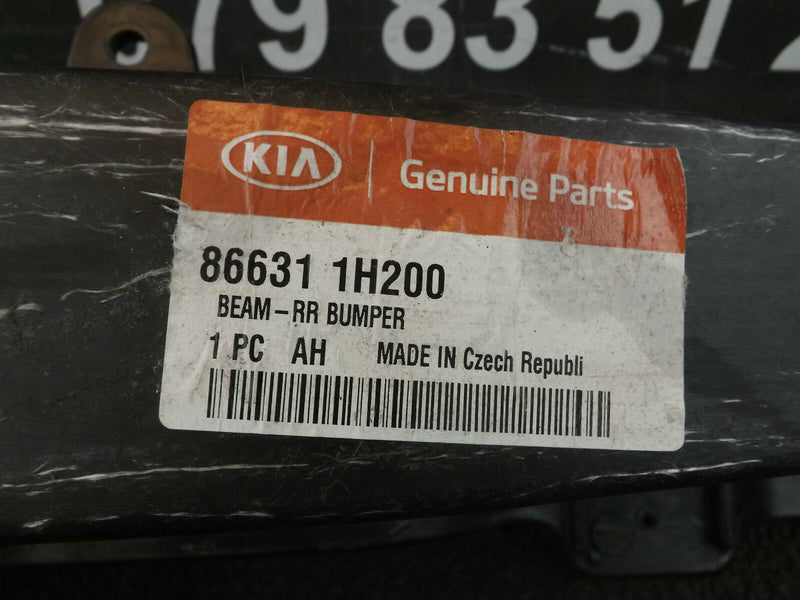 79 83 51
KIA Genuine Parts
86631 1H200
BEAM-RR BUMPER
1 PC AH MADE IN Czech Republi